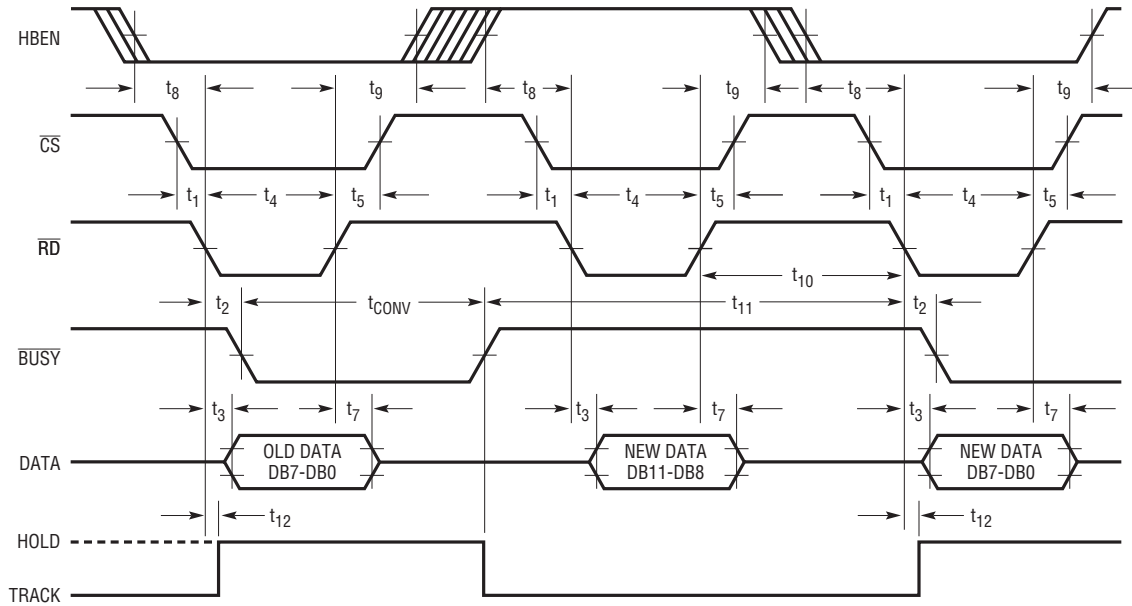 HBEN
t8 t9 t8 t9 t8 t9
CS
t1 t4 t5 t1 t4 t5 t1 t4 t5
RD
t10
t2 tCONV t11 t2
BUSY
t3 t7 t3 t7 t3 t7
DATA
OLD DATA
DB7-DB0
NEW DATA
DB11-DB8
NEW DATA
DB7-DB0
t12 t12
HOLD
TRACK